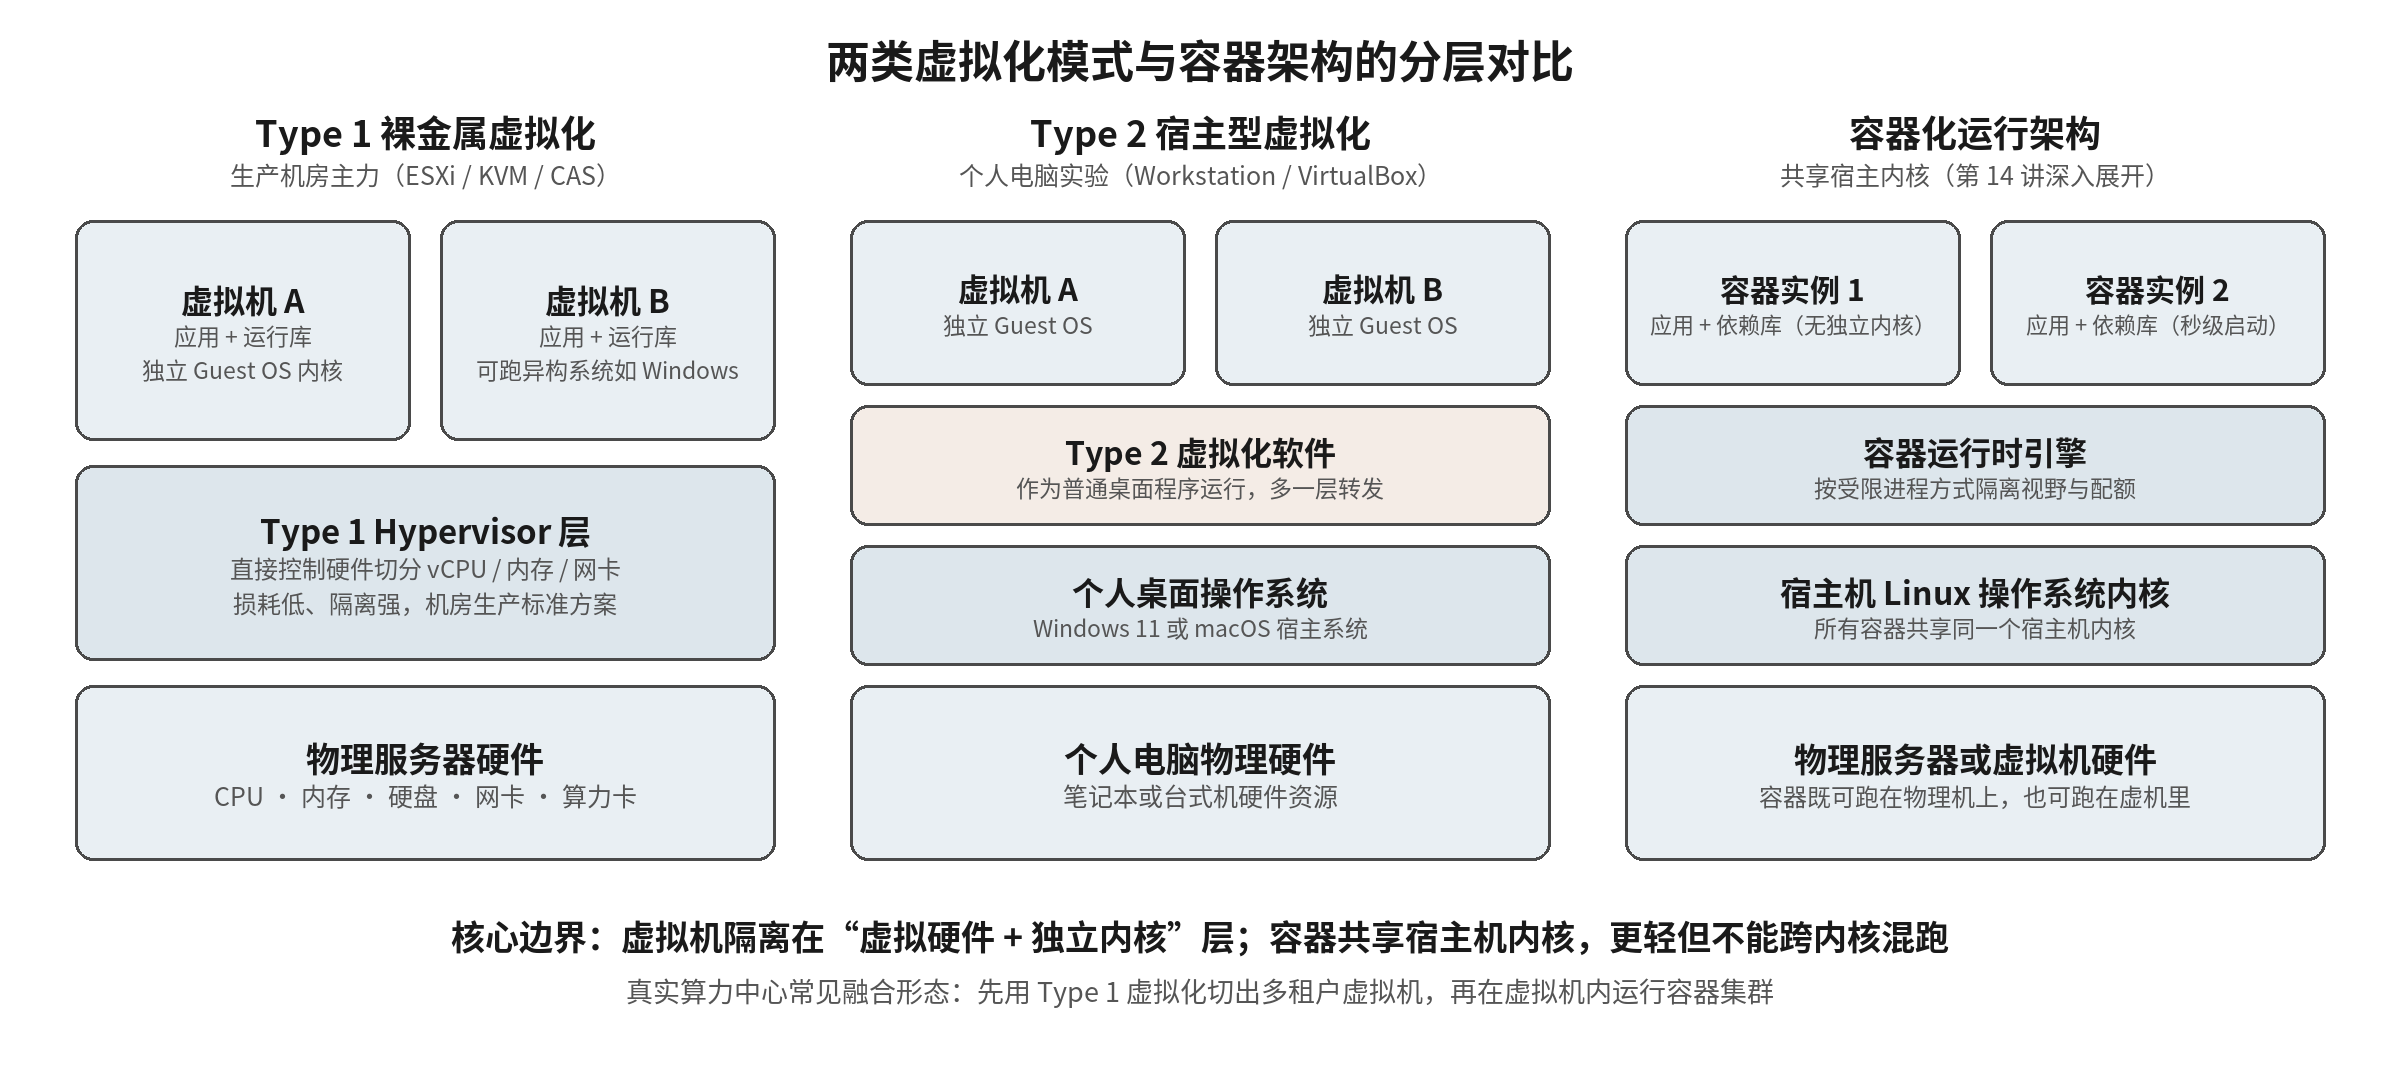 两类虚拟化模式与容器架构的分层对比
Type 1 裸金属虚拟化
生产机房主力（ESXi / KVM / CAS）
虚拟机 A
应用 + 运行库
独立 Guest OS 内核
虚拟机 B
应用 + 运行库
可跑异构系统如 Windows
Type 1 Hypervisor 层
直接控制硬件切分 vCPU / 内存 / 网卡
损耗低、隔离强，机房生产标准方案
物理服务器硬件
CPU · 内存 · 硬盘 · 网卡 · 算力卡
Type 2 宿主型虚拟化
个人电脑实验（Workstation / VirtualBox）
虚拟机 A
独立 Guest OS
虚拟机 B
独立 Guest OS
Type 2 虚拟化软件
作为普通桌面程序运行，多一层转发
个人桌面操作系统
Windows 11 或 macOS 宿主系统
个人电脑物理硬件
笔记本或台式机硬件资源
容器化运行架构
共享宿主内核（第 14 讲深入展开）
容器实例 1
应用 + 依赖库（无独立内核）
容器实例 2
应用 + 依赖库（秒级启动）
容器运行时引擎
按受限进程方式隔离视野与配额
宿主机 Linux 操作系统内核
所有容器共享同一个宿主机内核
物理服务器或虚拟机硬件
容器既可跑在物理机上，也可跑在虚机里
核心边界：虚拟机隔离在“虚拟硬件 + 独立内核”层；容器共享宿主机内核，更轻但不能跨内核混跑
真实算力中心常见融合形态：先用 Type 1 虚拟化切出多租户虚拟机，再在虚拟机内运行容器集群